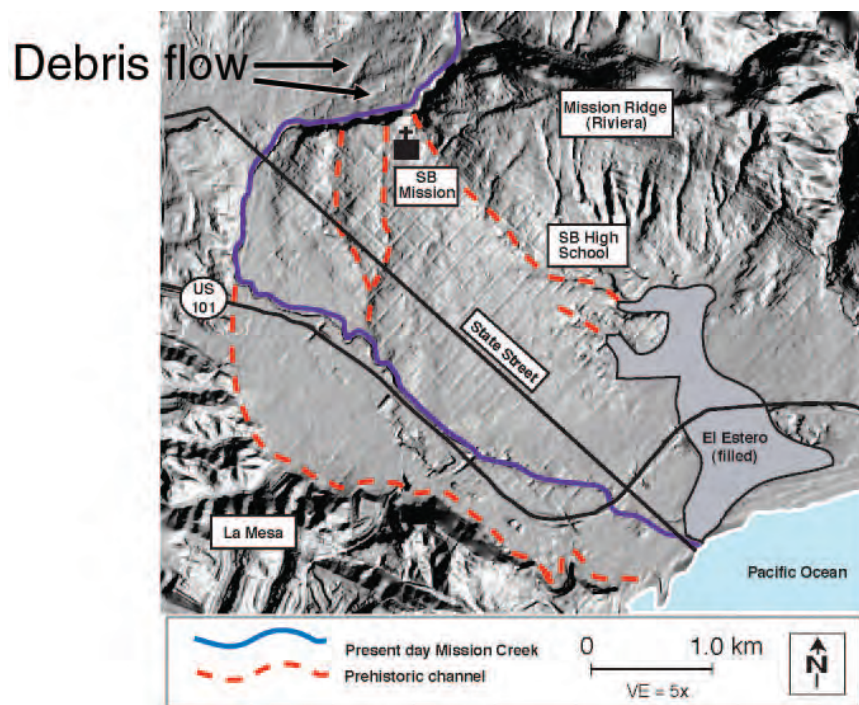 Debris flow
Mission Ridge
(Riviera)
SB
Mission
SB High
School
US
101
State Street
El Estero
(filled)
La Mesa
Pacific Ocean
Present day Mission Creek
Prehistoric channel
0 1.0 km
VE = 5x
N